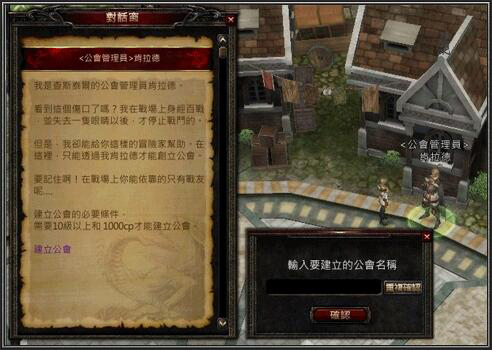 對話窗
<公會管理員>肯拉德
我是查斯泰爾的公會管理員肯拉德。
看到這個傷口了嗎？我在戰場上身經百戰
，並失去一隻眼睛以後，才停止戰鬥的。
但是，我卻能給你這樣的冒險家幫助。在
這裡，只能透過我肯拉德才能創立公會。
要記住啊！在戰場上你能依靠的只有戰友
呢....
建立公會的必要條件。
需要10級以上和 1000cp才能建立公會。
建立公會
<公會管理員>
肯拉德
輸入要建立的公會名稱
重複確認
確認